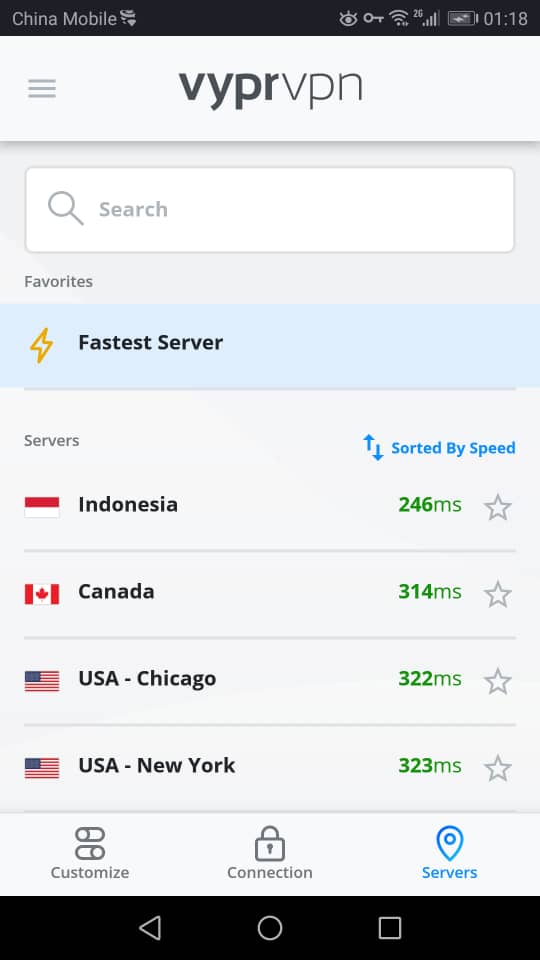 China Mobile 2G 01:18
vyprvpn
Search
Favorites
Fastest Server
Servers Sorted By Speed
Indonesia 246ms
Canada 314ms
USA - Chicago 322ms
USA - New York 323ms
Customize Connection Servers